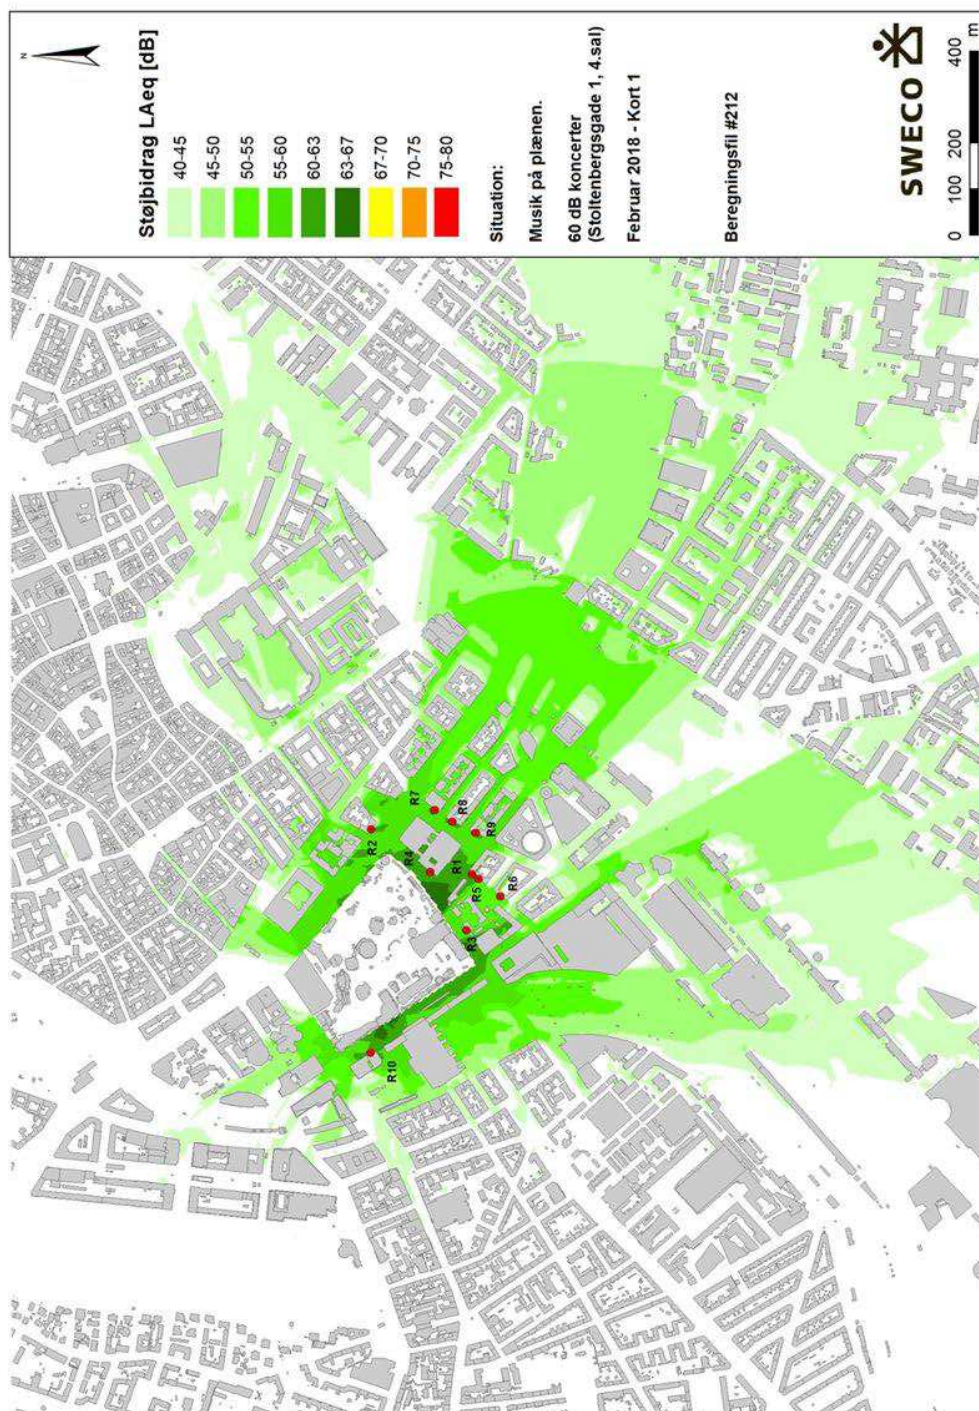 N
Støjbidrag LAeq [dB]
40-45
45-50
50-55
55-60
60-63
63-67
67-70
70-75
75-80
Situation:
Musik på plænen.
60 dB koncerter
(Stoltenbergsgade 1, 4.sal)
Februar 2018 - Kort 1
Beregningsfil #212
SWECO
0 100 200 400
m
R7
R2
R8
R4
R9
R1
R5
R6
R3
R10